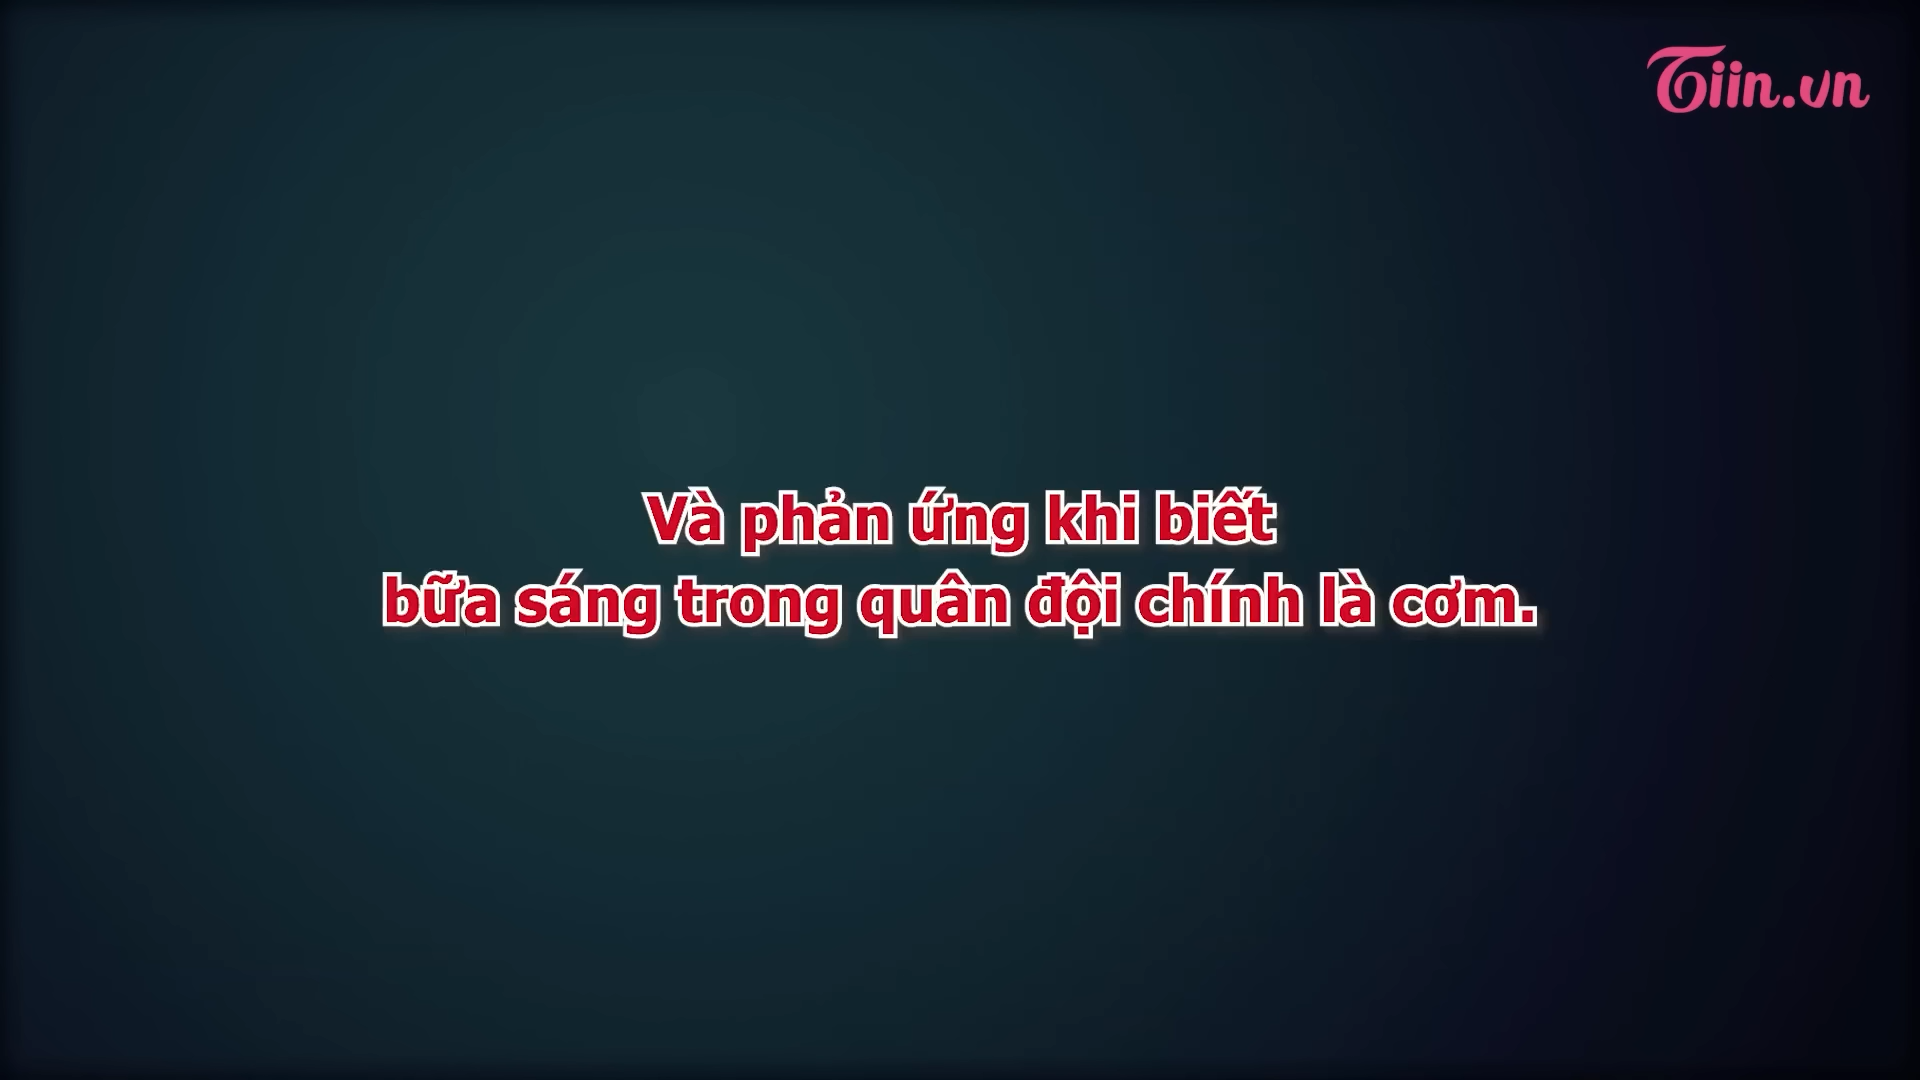 Tiin.vn
Và phản ứng khi biết
bữa sáng trong quân đội chính là cơm.